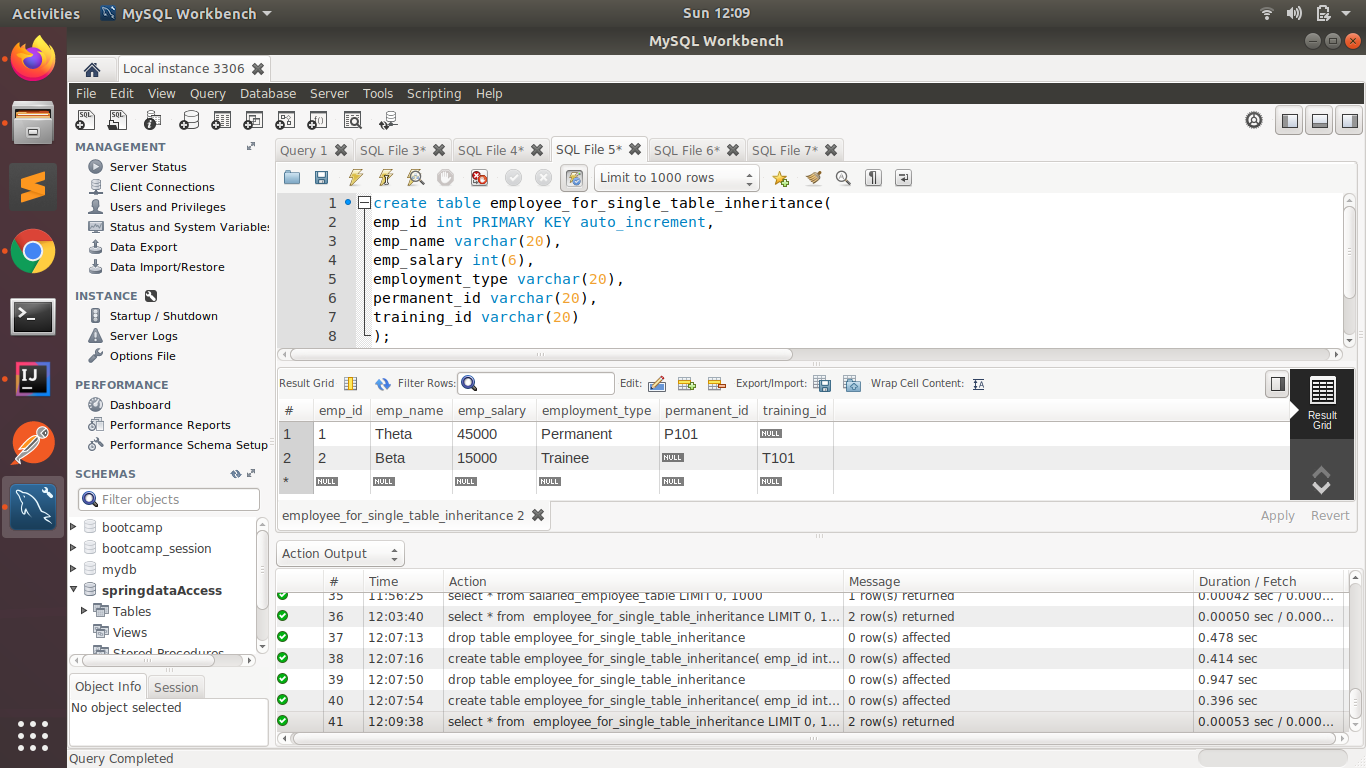 Activities MySQL Workbench Sun 12:09
MySQL Workbench
Local instance 3306
File Edit View Query Database Server Tools Scripting Help
MANAGEMENT
Server Status
Client Connections
Users and Privileges
Status and System Variables
Data Export
Data Import/Restore
INSTANCE
Startup / Shutdown
Server Logs
Options File
PERFORMANCE
Dashboard
Performance Reports
Performance Schema Setup
SCHEMAS
Filter objects
bootcamp
bootcamp_session
mydb
springdataAccess
Tables
Views
Stored Procedures
Object Info Session
No object selected
Query 1 SQL File 3* SQL File 4* SQL File 5* SQL File 6* SQL File 7*
Limit to 1000 rows
1 create table employee_for_single_table_inheritance(
2 emp_id int PRIMARY KEY auto_increment,
3 emp_name varchar(20),
4 emp_salary int(6),
5 employment_type varchar(20),
6 permanent_id varchar(20),
7 training_id varchar(20)
8 );
Result Grid Filter Rows: Edit: Export/Import: Wrap Cell Content:
# emp_id emp_name emp_salary employment_type permanent_id training_id
1 1 Theta 45000 Permanent P101 NULL
2 2 Beta 15000 Trainee NULL T101
* NULL NULL NULL NULL NULL NULL
Result
Grid
employee_for_single_table_inheritance 2 Apply Revert
Action Output
# Time Action Message Duration / Fetch
35 11:56:25 select * from salaried_employee_table LIMIT 0, 1000 1 row(s) returned 0.00042 sec / 0.000...
36 12:03:40 select * from employee_for_single_table_inheritance LIMIT 0, 1... 2 row(s) returned 0.00050 sec / 0.000...
37 12:07:13 drop table employee_for_single_table_inheritance 0 row(s) affected 0.478 sec
38 12:07:16 create table employee_for_single_table_inheritance( emp_id int... 0 row(s) affected 0.414 sec
39 12:07:50 drop table employee_for_single_table_inheritance 0 row(s) affected 0.947 sec
40 12:07:54 create table employee_for_single_table_inheritance( emp_id int... 0 row(s) affected 0.396 sec
41 12:09:38 select * from employee_for_single_table_inheritance LIMIT 0, 1... 2 row(s) returned 0.00053 sec / 0.000...
Query Completed